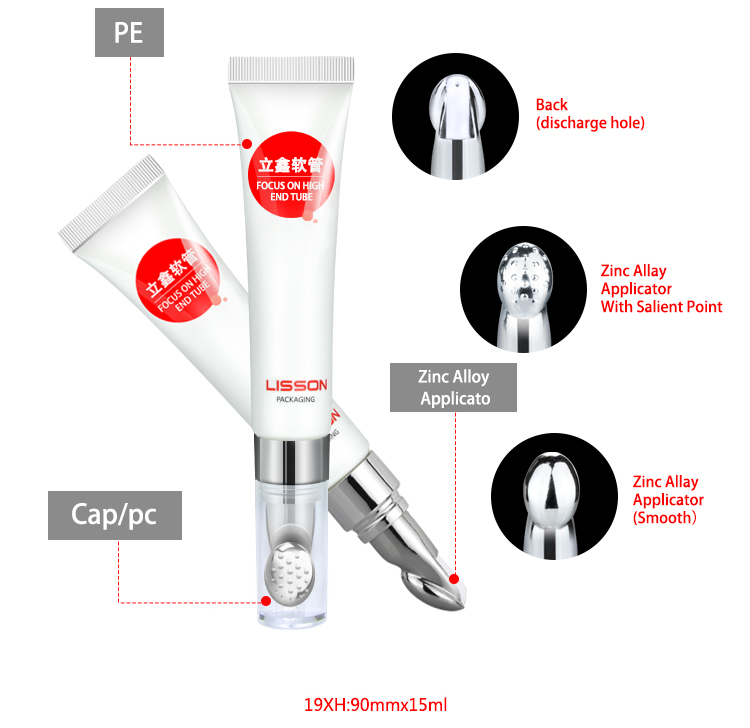 PE
Back
(discharge hole)
立鑫软管
FOCUS ON HIGH
END TUBE
立鑫软管
FOCUS ON HIGH
END TUBE
Zinc Allay
Applicator
With Salient Point
Zinc Alloy
Applicato
LISSON
PACKAGING
ON
NG
Zinc Allay
Applicator
(Smooth)
Cap/pc
19XH:90mmx15ml